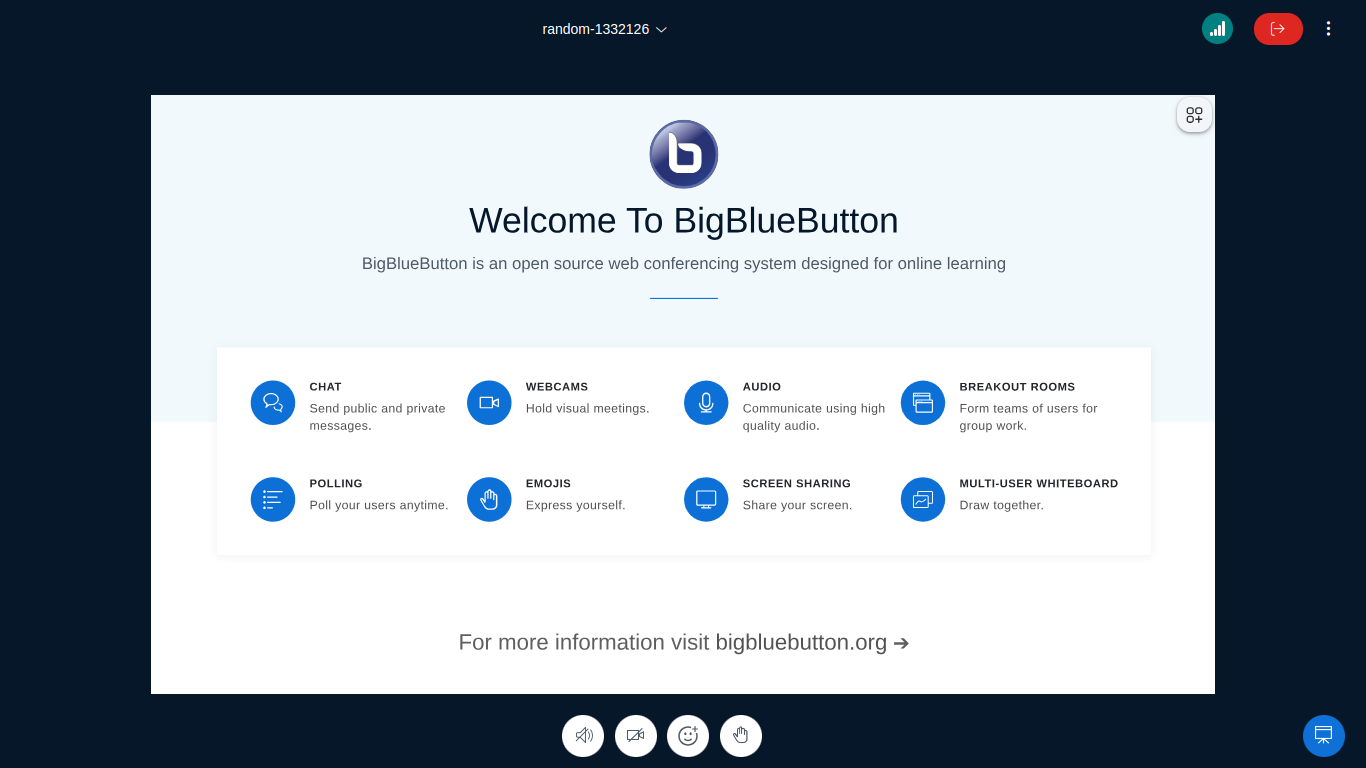 random-1332126
Welcome To BigBlueButton
BigBlueButton is an open source web conferencing system designed for online learning
CHAT
Send public and private
messages.
WEBCAMS
Hold visual meetings.
AUDIO
Communicate using high
quality audio.
BREAKOUT ROOMS
Form teams of users for
group work.
POLLING
Poll your users anytime.
EMOJIS
Express yourself.
SCREEN SHARING
Share your screen.
MULTI-USER WHITEBOARD
Draw together.
For more information visit bigbluebutton.org ➔